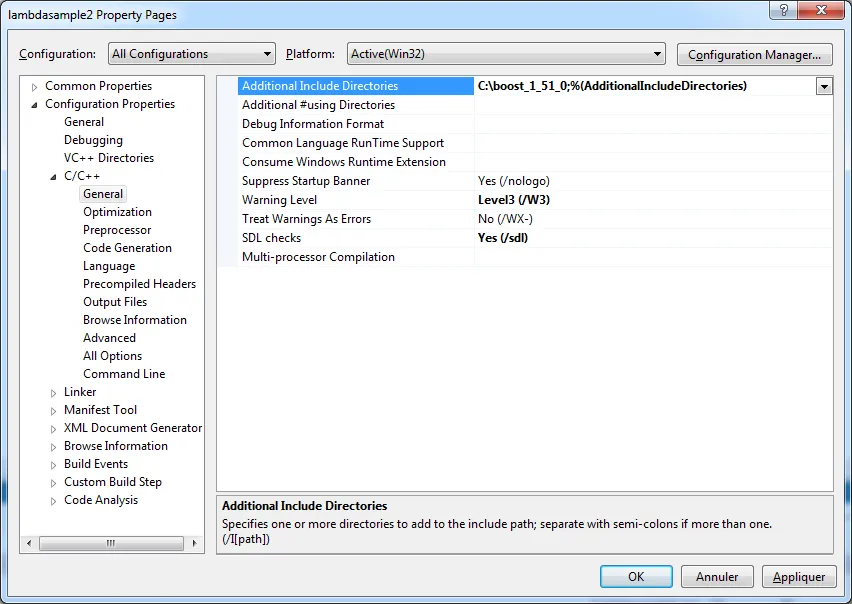 lambdasample2 Property Pages
Configuration: All Configurations Platform: Active(Win32) Configuration Manager...
Common Properties
Configuration Properties
General
Debugging
VC++ Directories
C/C++
General
Optimization
Preprocessor
Code Generation
Language
Precompiled Headers
Output Files
Browse Information
Advanced
All Options
Command Line
Linker
Manifest Tool
XML Document Generator
Browse Information
Build Events
Custom Build Step
Code Analysis
Additional Include Directories C:\boost_1_51_0;%(AdditionalIncludeDirectories)
Additional #using Directories
Debug Information Format
Common Language RunTime Support
Consume Windows Runtime Extension
Suppress Startup Banner Yes (/nologo)
Warning Level Level3 (/W3)
Treat Warnings As Errors No (/WX-)
SDL checks Yes (/sdl)
Multi-processor Compilation
Additional Include Directories
Specifies one or more directories to add to the include path; separate with semi-colons if more than one.
(/I[path])
OK Annuler Appliquer